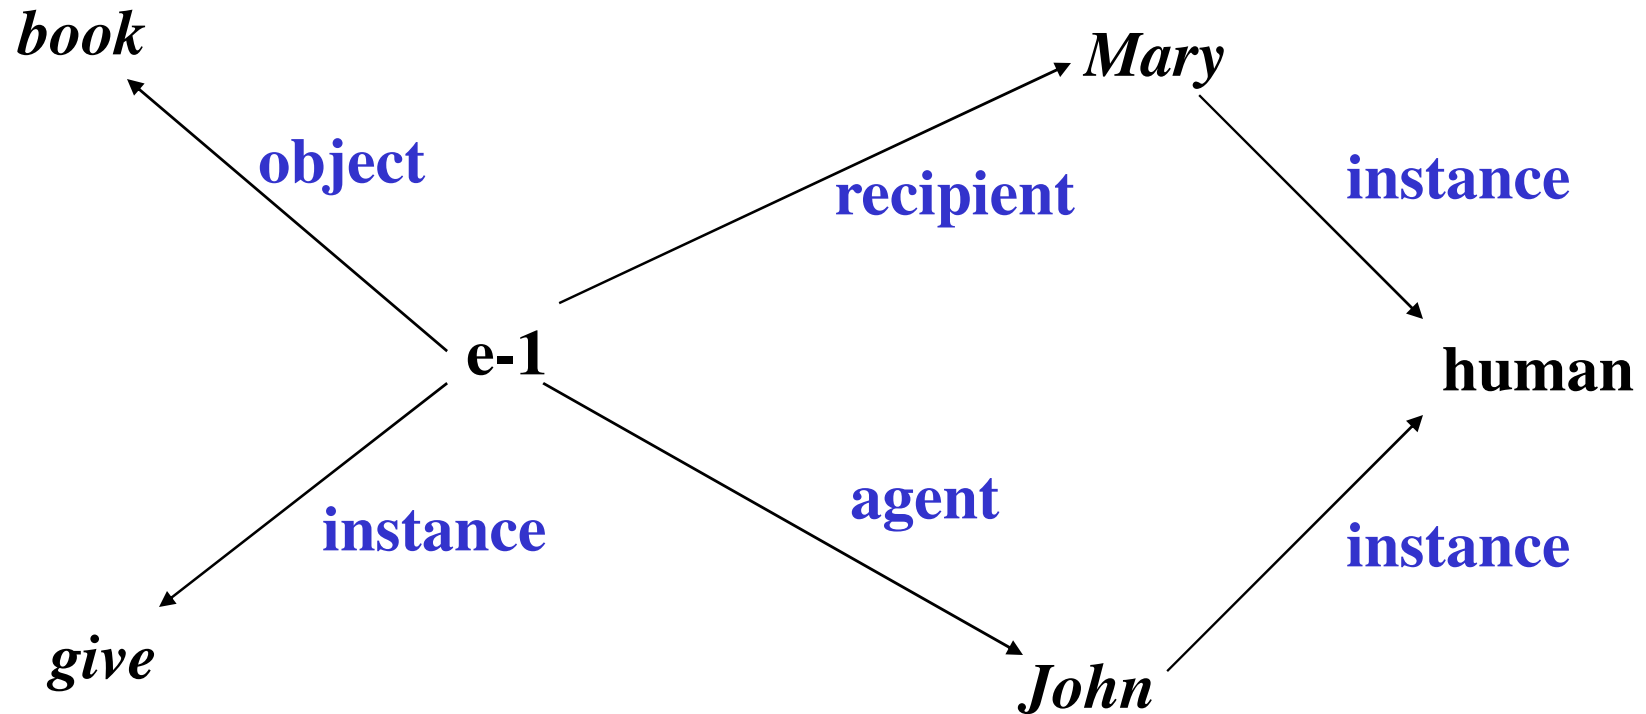 book
Mary
object
recipient
instance
e-1
human
agent
instance
instance
give
John